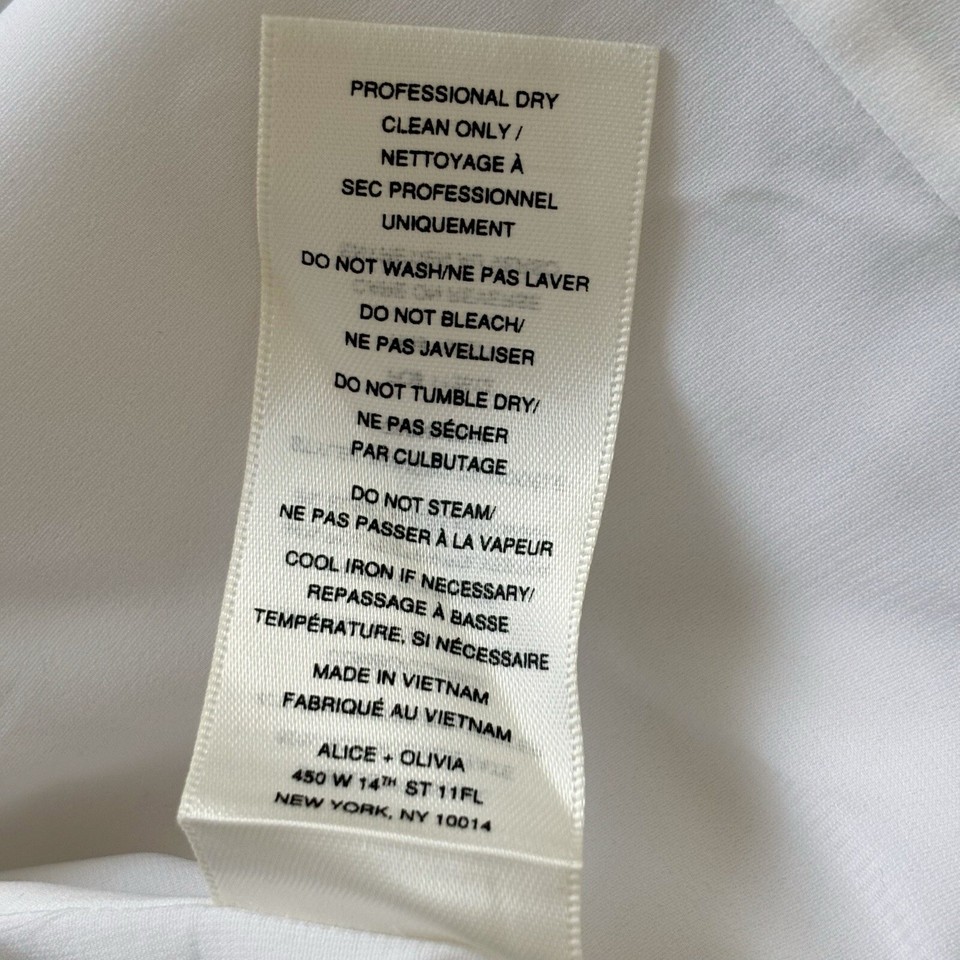 PROFESSIONAL DRY
CLEAN ONLY /
NETTOYAGE À
SEC PROFESSIONNEL
UNIQUEMENT
DO NOT WASH/NE PAS LAVER
DO NOT BLEACH/
NE PAS JAVELLISER
DO NOT TUMBLE DRY/
NE PAS SÉCHER
PAR CULBUTAGE
DO NOT STEAM/
NE PAS PASSER À LA VAPEUR
COOL IRON IF NECESSARY/
REPASSAGE À BASSE
TEMPÉRATURE, SI NÉCESSAIRE
MADE IN VIETNAM
FABRIQUÉ AU VIETNAM
ALICE + OLIVIA
450 W 14TH ST 11FL
NEW YORK, NY 10014